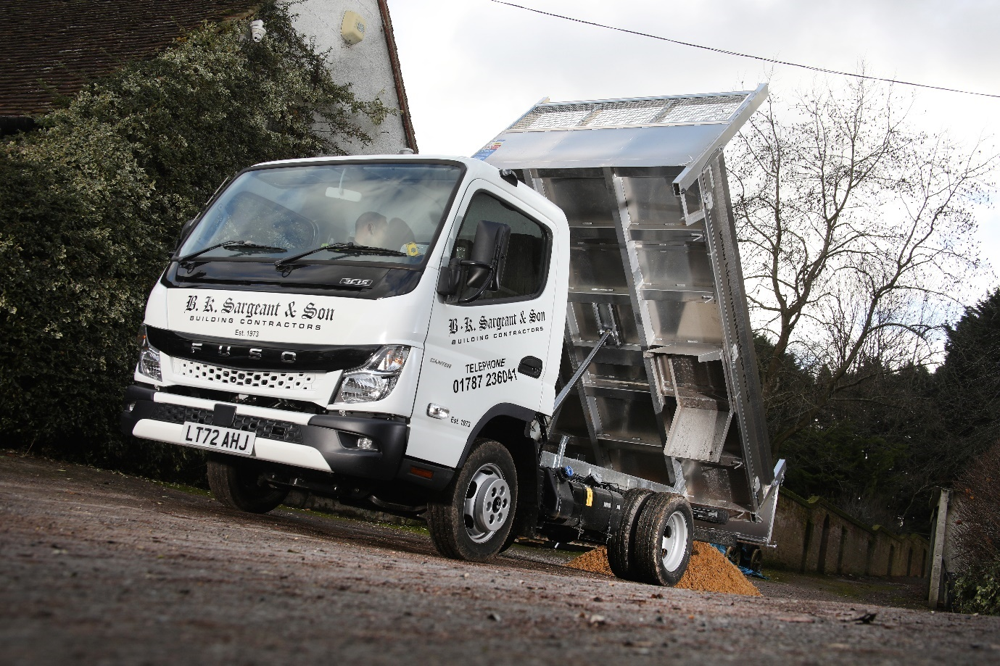 3C15
B. K. Sargeant & Son
BUILDING CONTRACTORS
Est. 1973
FUSO
LT72 AHJ
B. K. Sargeant & Son
BUILDING CONTRACTORS
CANTER
TELEPHONE
01787 236041
Est. 1973